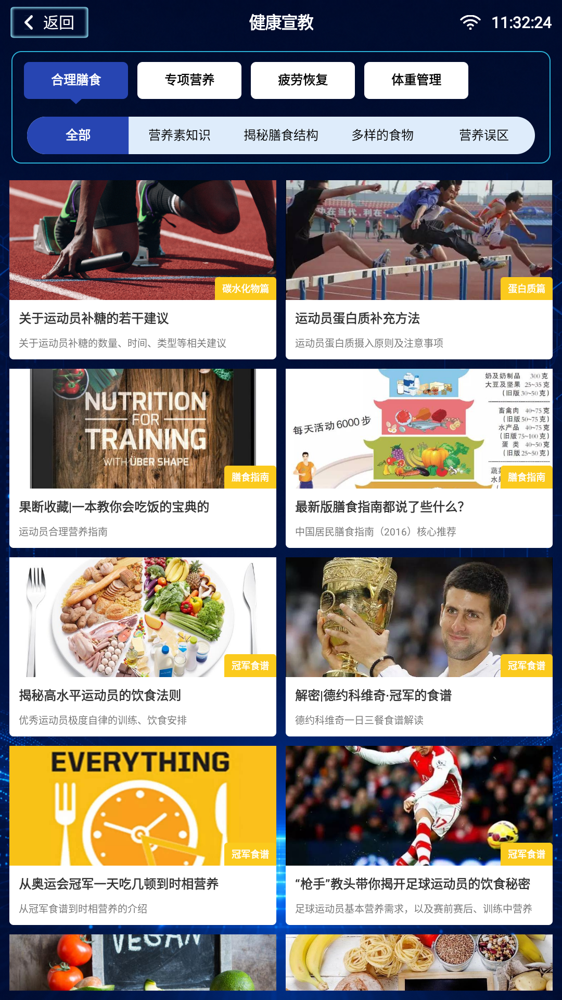 返回
健康宣教
11:32:24
合理膳食
专项营养
疲劳恢复
体重管理
全部
营养素知识
揭秘膳食结构
多样的食物
营养误区
功在当代,利在
碳水化物篇
蛋白质篇
关于运动员补糖的若干建议
关于运动员补糖的数量、时间、类型等相关建议
运动员蛋白质补充方法
运动员蛋白质摄入原则及注意事项
NUTRITION
FOR
TRAINING
WITH ÜBER SHAPE
膳食指南
每天活动6000步
奶及奶制品 300克
大豆及坚果 25~35克
(旧版30~50克)
畜禽肉 40~75克
(旧版50~75克)
水产品 40~75克
(旧版75~100克)
蛋 类 40~50克
(旧版25~50克)
膳食指南
果断收藏|一本教你会吃饭的宝典的
运动员合理营养指南
最新版膳食指南都说了些什么?
中国居民膳食指南（2016）核心推荐
冠军食谱
冠军食谱
揭秘高水平运动员的饮食法则
优秀运动员极度自律的训练、饮食安排
解密|德约科维奇·冠军的食谱
德约科维奇一日三餐食谱解读
EVERYTHING
冠军食谱
17
冠军食谱
从奥运会冠军一天吃几顿到时相营养
从冠军食谱到时相营养的介绍
“枪手”教头带你揭开足球运动员的饮食秘密
足球运动员基本营养需求，以及赛前赛后、训练中营养
VEGAN